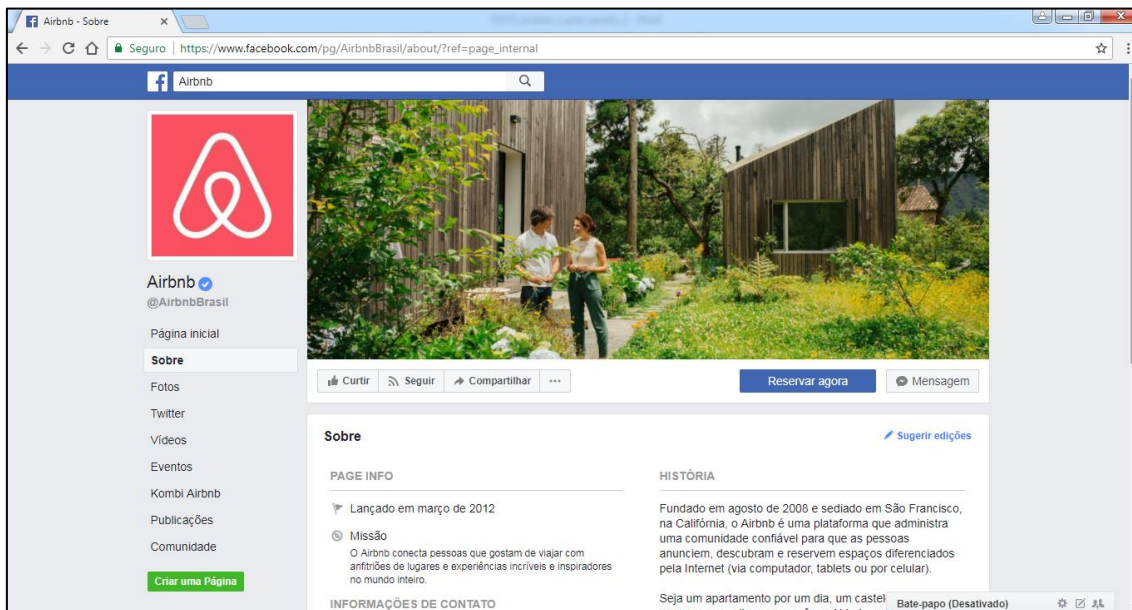 Airbnb - Sobre
Seguro | https://www.facebook.com/pg/AirbnbBrasil/about/?ref=page_internal
Airbnb
Airbnb
@AirbnbBrasil
Página inicial
Sobre
Fotos
Twitter
Vídeos
Eventos
Kombi Airbnb
Publicações
Comunidade
Criar uma Página
Curtir Seguir Compartilhar ...
Reservar agora
Mensagem
Sobre
Sugerir edições
PAGE INFO
Lançado em março de 2012
Missão
O Airbnb conecta pessoas que gostam de viajar com
anfitriões de lugares e experiências incríveis e inspiradores
no mundo inteiro.
INFORMAÇÕES DE CONTATO
HISTÓRIA
Fundado em agosto de 2008 e sediado em São Francisco,
na Califórnia, o Airbnb é uma plataforma que administra
uma comunidade confiável para que as pessoas
anunciem, descubram e reservem espaços diferenciados
pela Internet (via computador, tablets ou por celular).
Seja um apartamento por um dia, um
Bate-papo (Desativado)